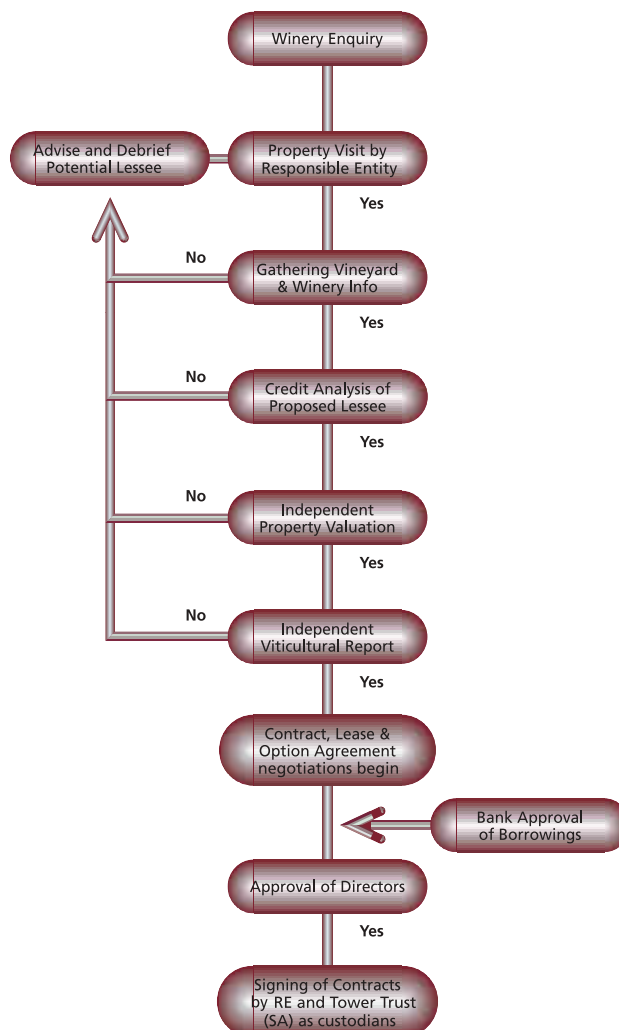 Winery Enquiry
Advise and Debrief
Potential Lessee
Property Visit by
Responsible Entity
Yes
No
Gathering Vineyard
& Winery Info
Yes
No
Credit Analysis of
Proposed Lessee
Yes
No
Independent
Property Valuation
Yes
No
Independent
Viticultural Report
Yes
Contract, Lease &
Option Agreement
negotiations begin
Bank Approval
of Borrowings
Approval of Directors
Yes
Signing of Contracts
by RE and Tower Trust
(SA) as custodians